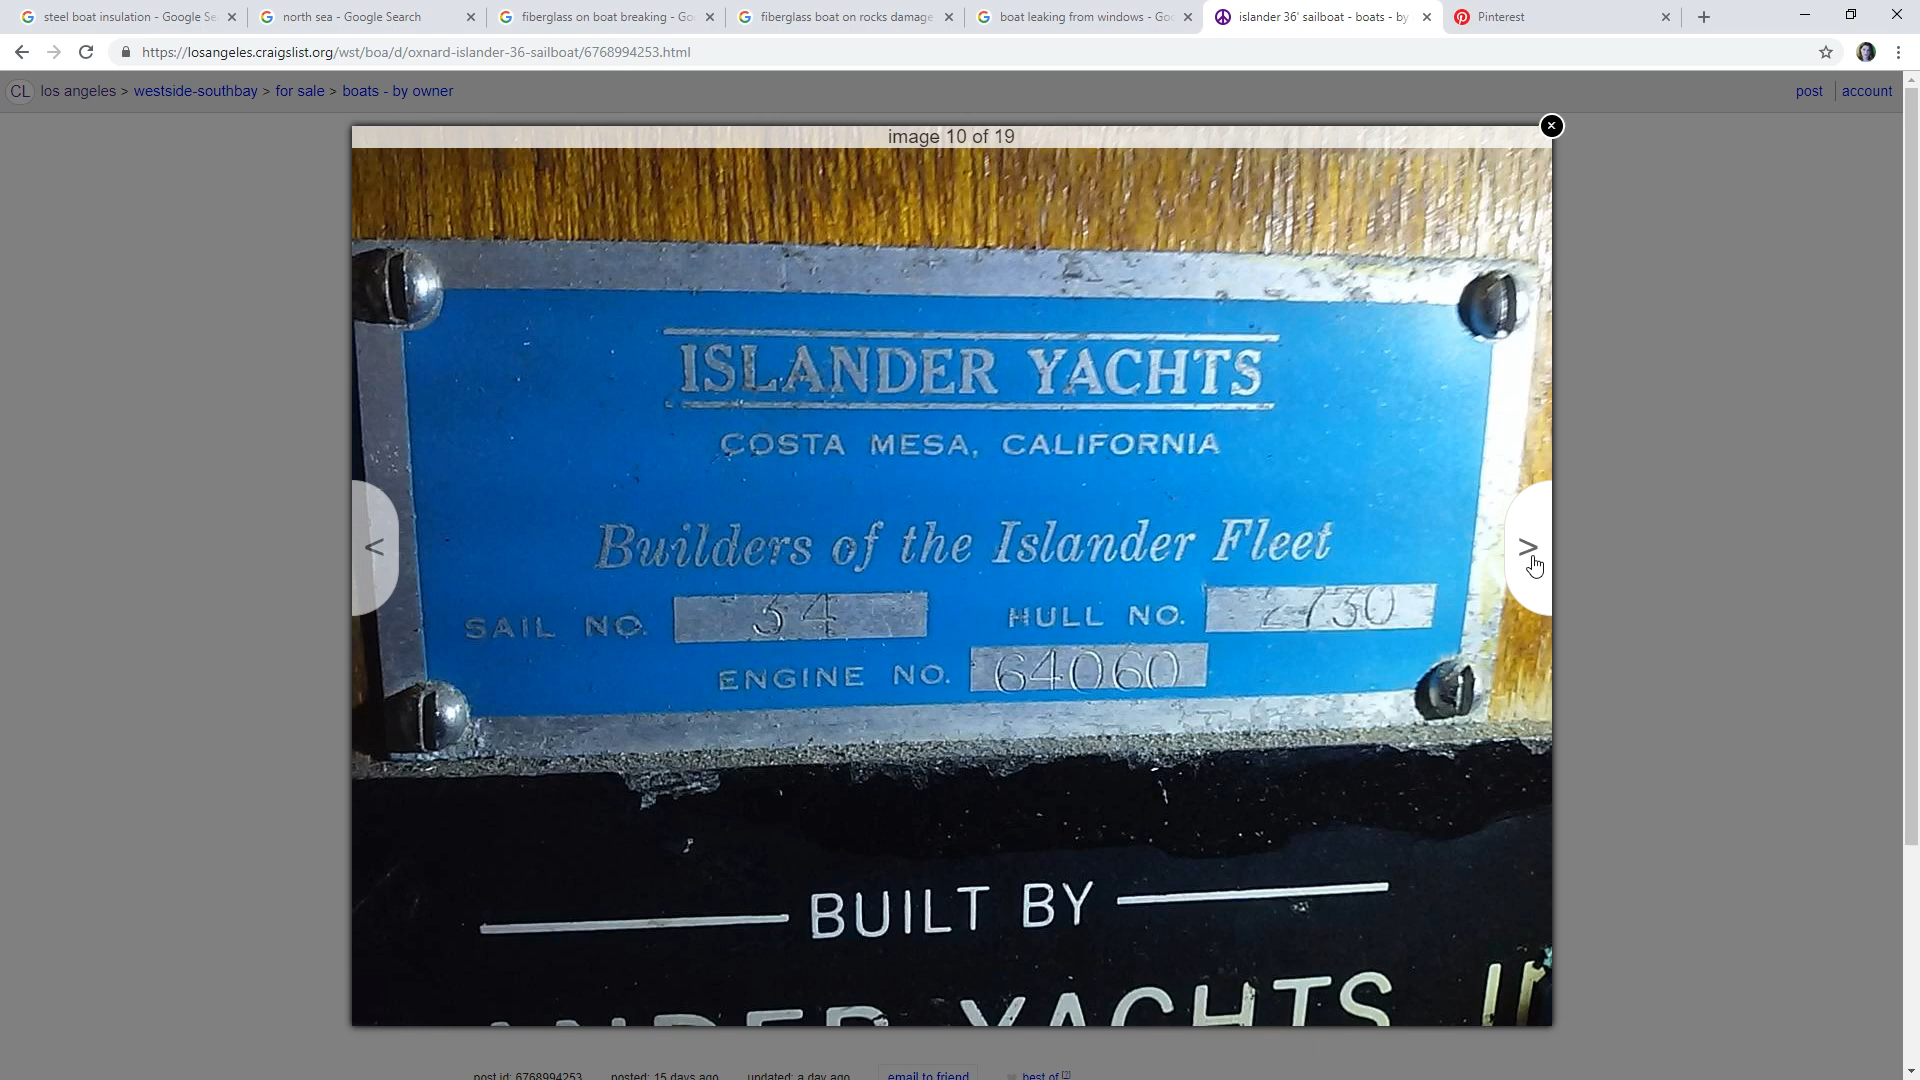 steel boat insulation - Google Se
north sea - Google Search
fiberglass on boat breaking - Go
fiberglass boat on rocks damage
boat leaking from windows - Goo
islander 36' sailboat - boats - by
Pinterest
https://losangeles.craigslist.org/wst/boa/d/oxnard-islander-36-sailboat/6768994253.html
CL los angeles > westside-southbay > for sale > boats - by owner
post account
image 10 of 19
ISLANDER YACHTS
COSTA MESA, CALIFORNIA
Builders of the Islander Fleet
SAIL NO. 34 HULL NO. 2730
ENGINE NO. 64060
BUILT BY
ANDER YACHTS
post id: 6768994253 posted: 15 days ago updated: a day ago email to friend best of [?]